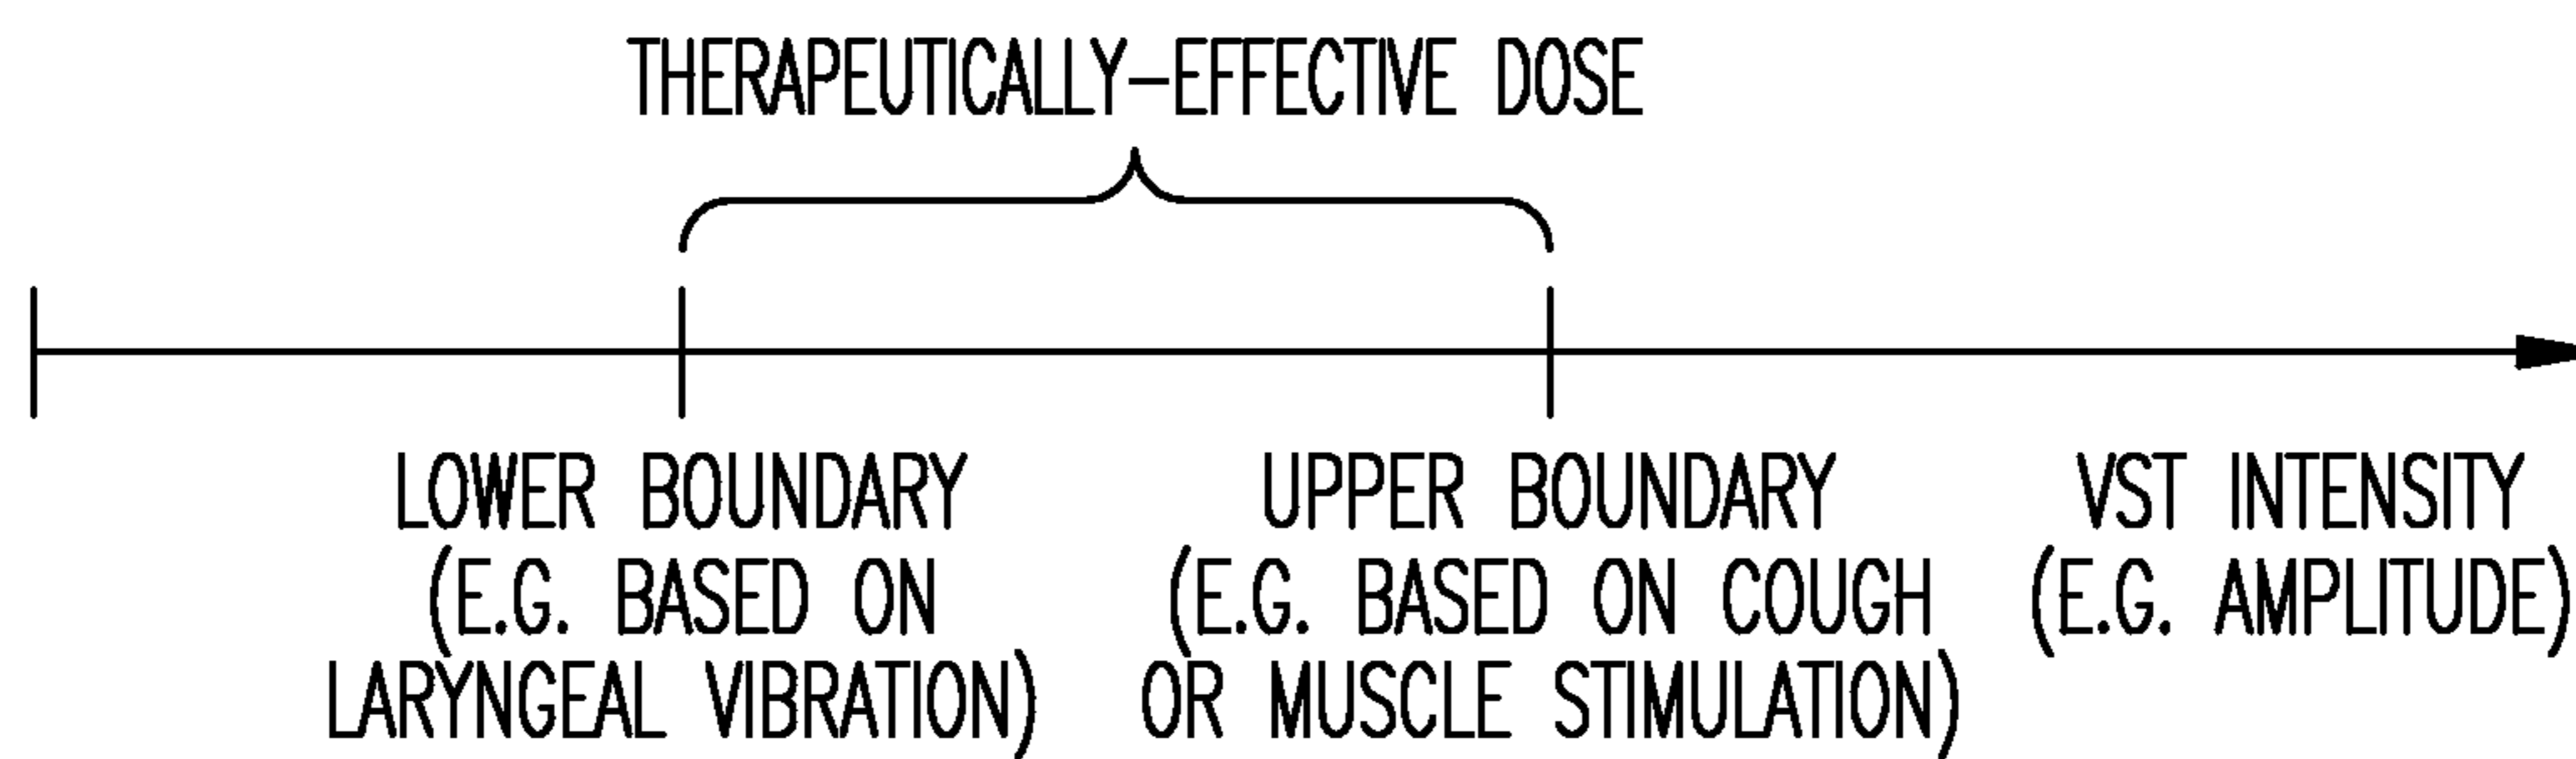 THERAPEUTICALLY-EFFECTIVE DOSE
LOWER BOUNDARY
(E.G. BASED ON
LARYNGEAL VIBRATION)
UPPER BOUNDARY
(E.G. BASED ON COUGH
OR MUSCLE STIMULATION)
VST INTENSITY
(E.G. AMPLITUDE)